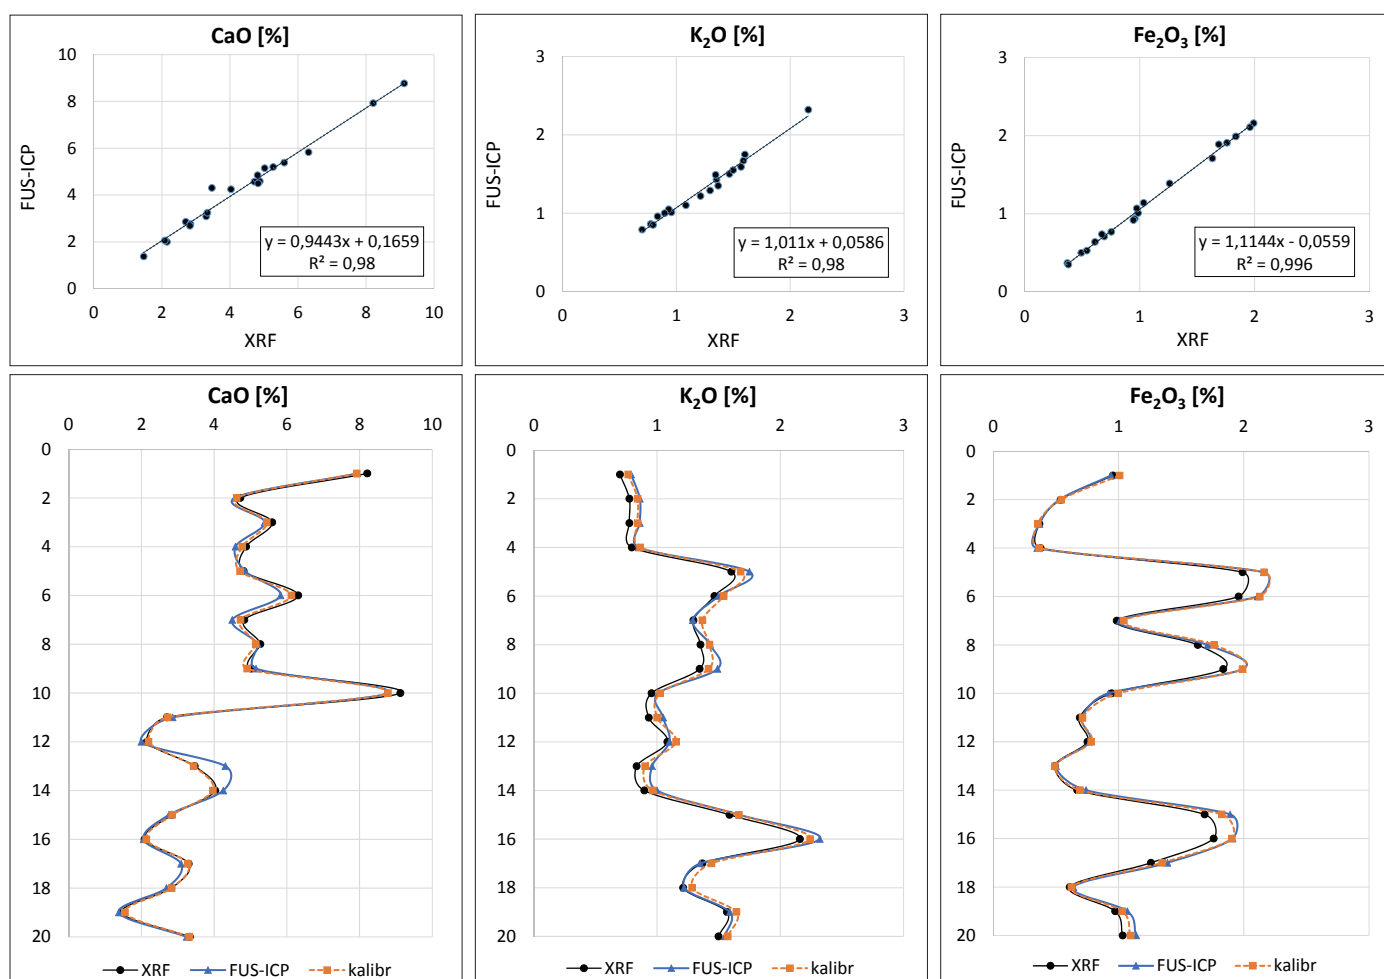 CaO [%]
FUS-ICP
10
8
6
4
2
0
y = 0,9443x + 0,1659
R² = 0,98
0 2 4 6 8 10
XRF
K₂O [%]
FUS-ICP
3
2
1
0
y = 1,011x + 0,0586
R² = 0,98
0 1 2 3
XRF
Fe₂O₃ [%]
FUS-ICP
3
2
1
0
y = 1,1144x - 0,0559
R² = 0,996
0 1 2 3
XRF
CaO [%]
0 2 4 6 8 10
0
2
4
6
8
10
12
14
16
18
20
XRF FUS-ICP kalibr
K₂O [%]
0 1 2 3
0
2
4
6
8
10
12
14
16
18
20
XRF FUS-ICP kalibr
Fe₂O₃ [%]
0 1 2 3
0
2
4
6
8
10
12
14
16
18
20
XRF FUS-ICP kalibr